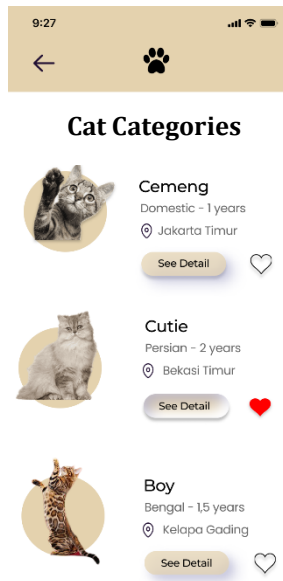 9:27
Cat Categories
Cemeng
Domestic - 1 years
Jakarta Timur
See Detail
Cutie
Persian - 2 years
Bekasi Timur
See Detail
Boy
Bengal - 1,5 years
Kelapa Gading
See Detail